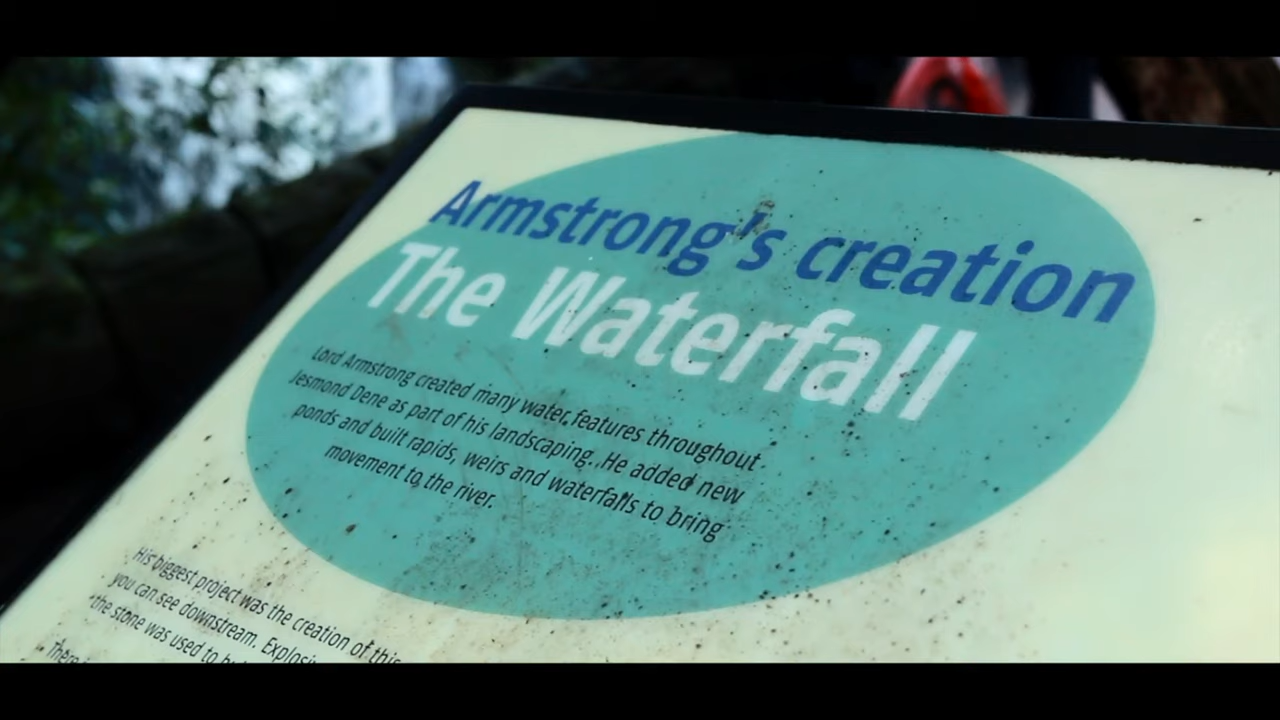 Armstrong's creation
The Waterfall
Lord Armstrong created many water features throughout
Jesmond Dene as part of his landscaping. He added new
ponds and built rapids, weirs and waterfalls to bring
movement to the river.
His biggest project was the creation of this
you can see downstream.
the stone was used to